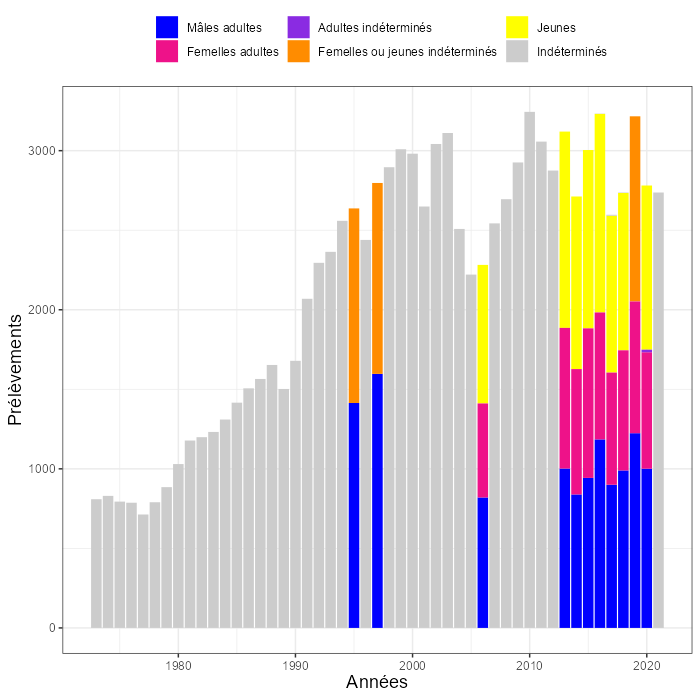 Mâles adultes
Adultes indéterminés
Jeunes
Femelles adultes
Femelles ou jeunes indéterminés
Indéterminés
Prélèvements
3000
2000
1000
0
1980
1990
2000
2010
2020
Années